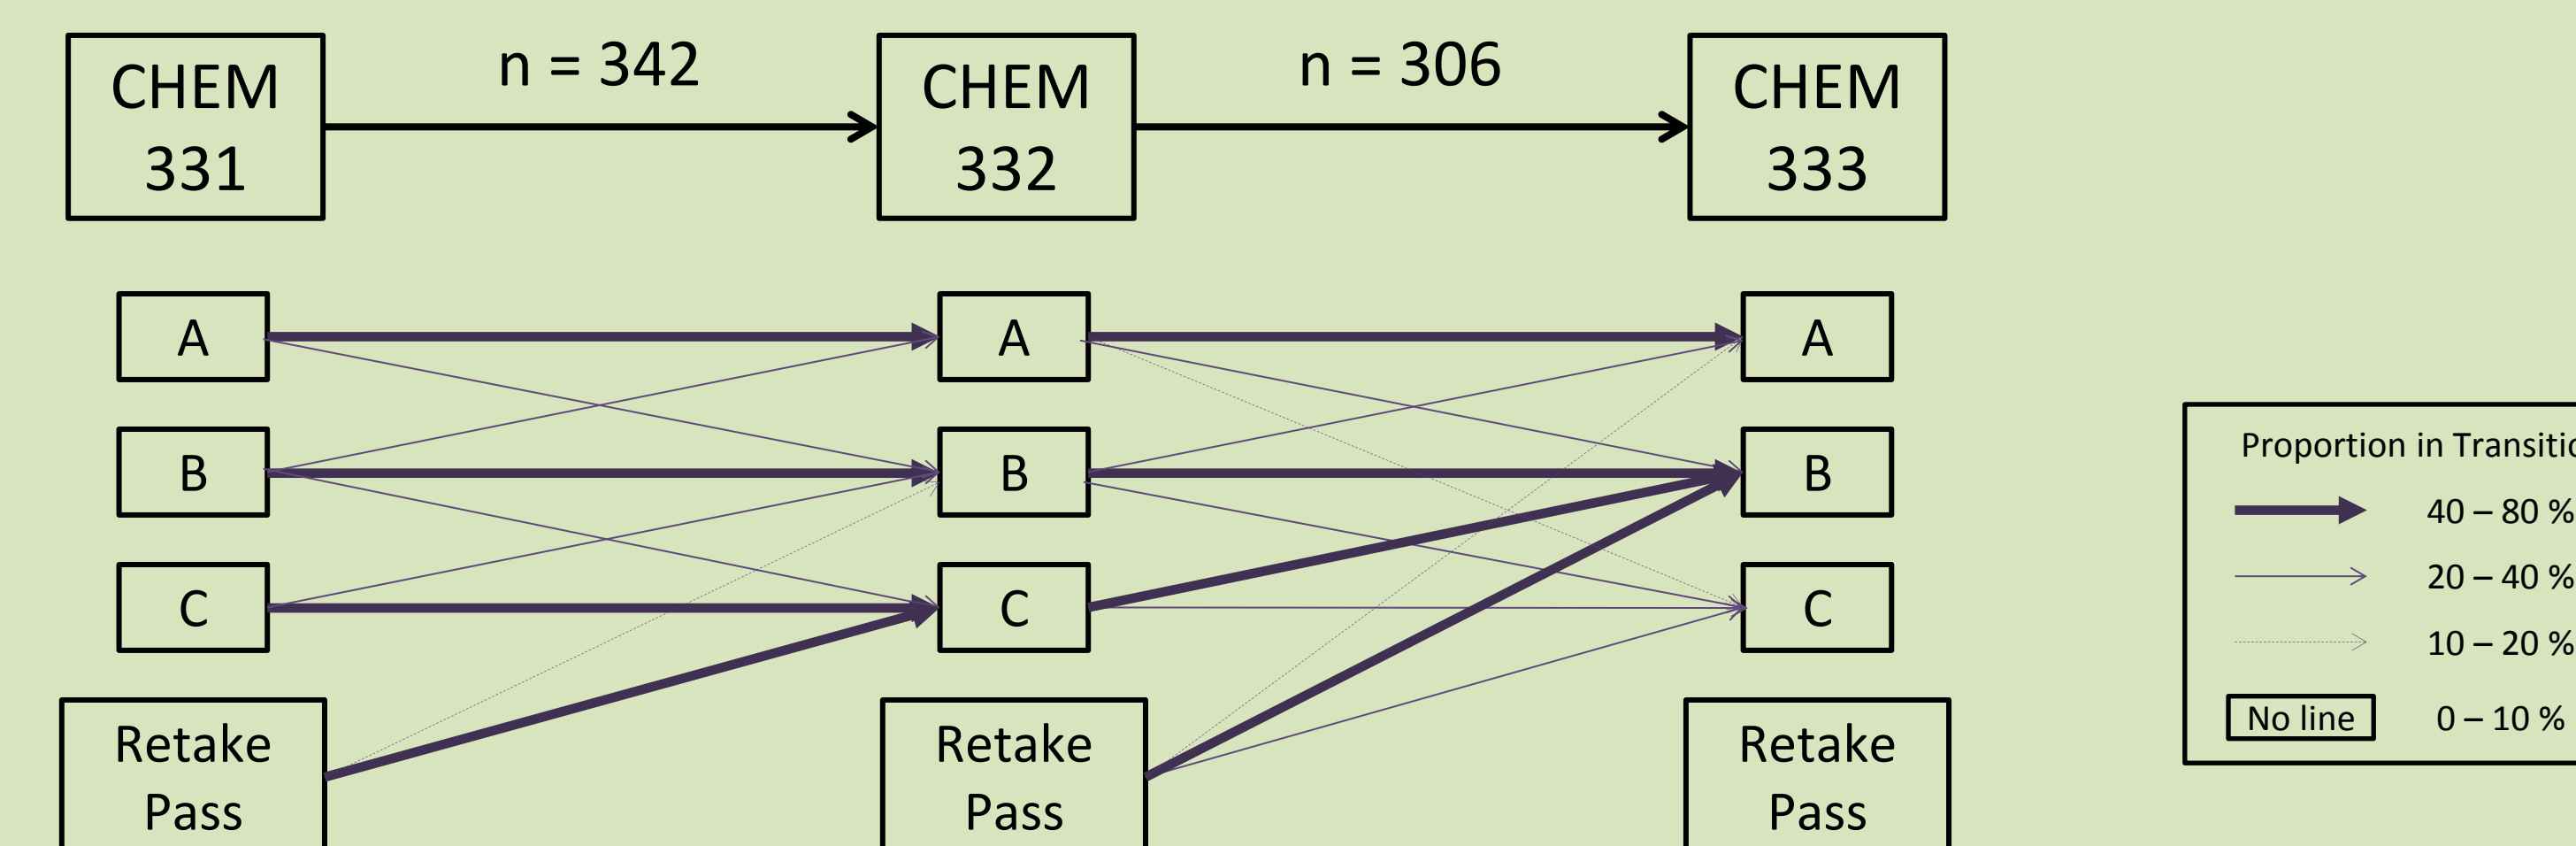 CHEM
331
n = 342
CHEM
332
n = 306
CHEM
333
A
A
A
B
B
B
C
C
C
Retake
Pass
Retake
Pass
Retake
Pass
Proportion in
40 – 80 %
20 – 40 %
10 – 20 %
No line 0 – 10 %